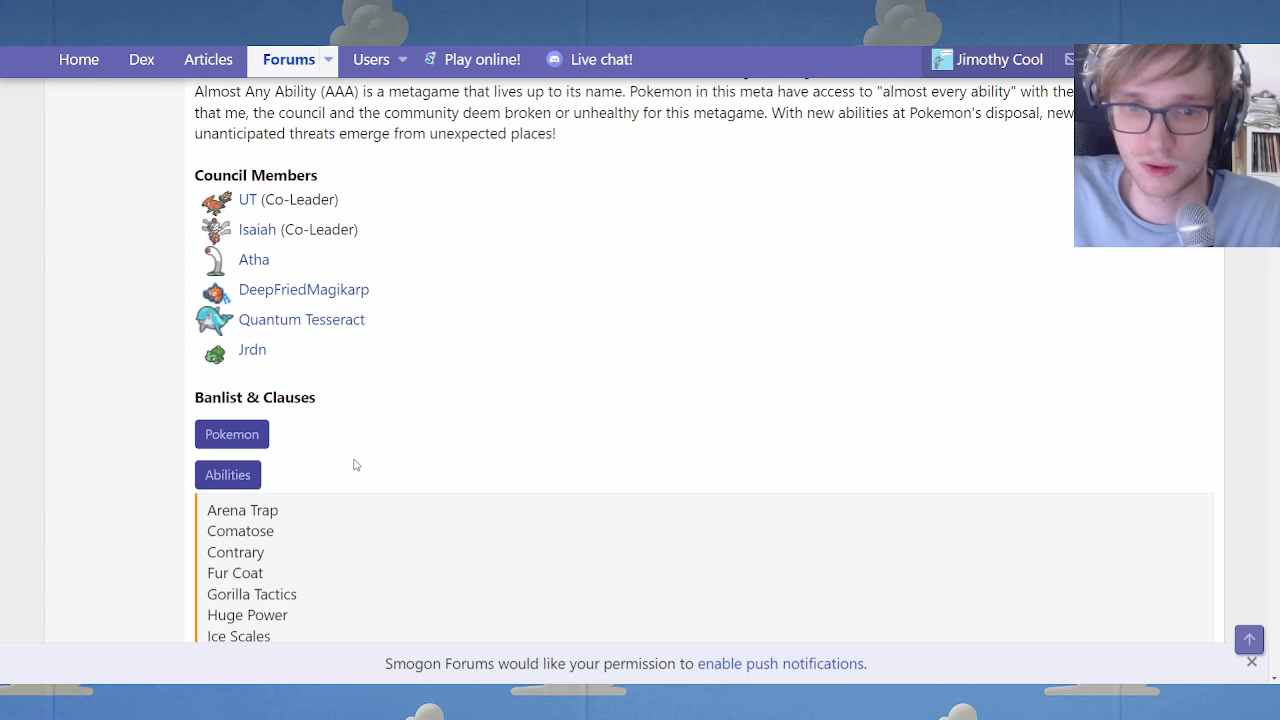 Home Dex Articles Forums Users Play online! Live chat! Jimothy Cool
Almost Any Ability (AAA) is a metagame that lives up to its name. Pokemon in this meta have access to "almost every ability" with the
that me, the council and the community deem broken or unhealthy for this metagame. With new abilities at Pokemon's disposal, new
unanticipated threats emerge from unexpected places!
Council Members
UT (Co-Leader)
Isaiah (Co-Leader)
Atha
DeepFriedMagikarp
Quantum Tesseract
Jrdn
Banlist & Clauses
Pokemon
Abilities
Arena Trap
Comatose
Contrary
Fur Coat
Gorilla Tactics
Huge Power
Ice Scales
Smogon Forums would like your permission to enable push notifications.